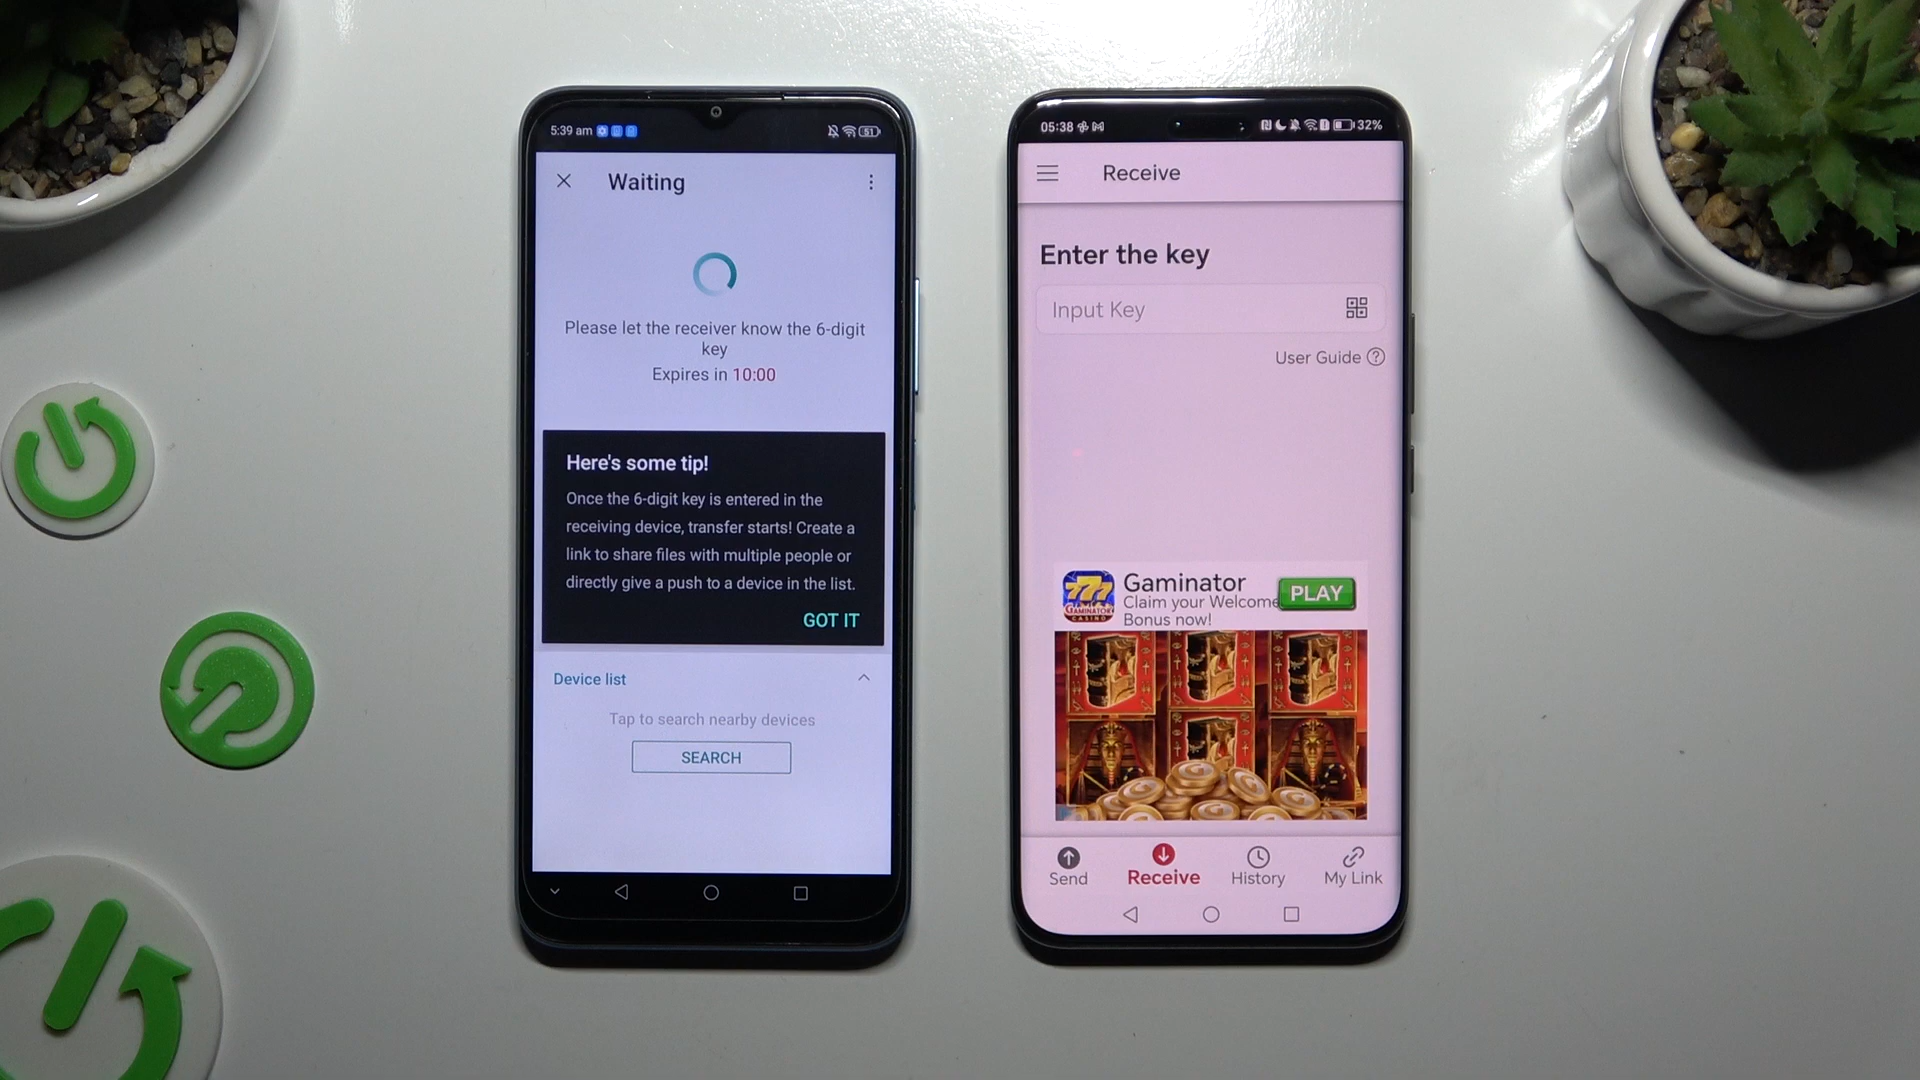 5:39 am
51
Waiting
Please let the receiver know the 6-digit
key
Expires in 10:00
Here's some tip!
Once the 6-digit key is entered in the
receiving device, transfer starts! Create a
link to share files with multiple people or
directly give a push to a device in the list.
GOT IT
Device list
Tap to search nearby devices
SEARCH
05:38
32%
Receive
Enter the key
Input Key
User Guide
777
GAMINATOR
CASINO
Gaminator
Claim your Welcome
Bonus now!
PLAY
Send
Receive
History
My Link